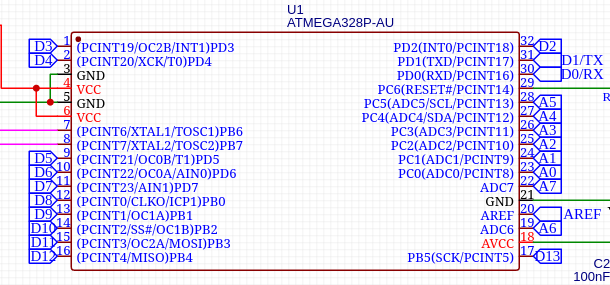 U1
ATMEGA328P-AU
D3 1 (PCINT19/OC2B/INT1)PD3 PD2(INT0/PCINT18) 32 D2
D4 2 (PCINT20/XCK/T0)PD4 PD1(TXD/PCINT17) 31 D1/TX
3 GND PD0(RXD/PCINT16) 30 D0/RX
4 VCC PC6(RESET#/PCINT14) 29
R
5 GND PC5(ADC5/SCL/PCINT13) 28 A5
6 VCC PC4(ADC4/SDA/PCINT12) 27 A4
7 (PCINT6/XTAL1/TOSC1)PB6 PC3(ADC3/PCINT11) 26 A3
8 (PCINT7/XTAL2/TOSC2)PB7 PC2(ADC2/PCINT10) 25 A2
D5 9 (PCINT21/OC0B/T1)PD5 PC1(ADC1/PCINT9) 24 A1
D6 10 (PCINT22/OC0A/AIN0)PD6 PC0(ADC0/PCINT8) 23 A0
D7 11 (PCINT23/AIN1)PD7 ADC7 22 A7
D8 12 (PCINT0/CLKO/ICP1)PB0 GND 21
D9 13 (PCINT1/OC1A)PB1 AREF 20 AREF
D10 14 (PCINT2/SS#/OC1B)PB2 ADC6 19 A6
D11 15 (PCINT3/OC2A/MOSI)PB3 AVCC 18
D12 16 (PCINT4/MISO)PB4 PB5(SCK/PCINT5) 17 D13
C2
100nF